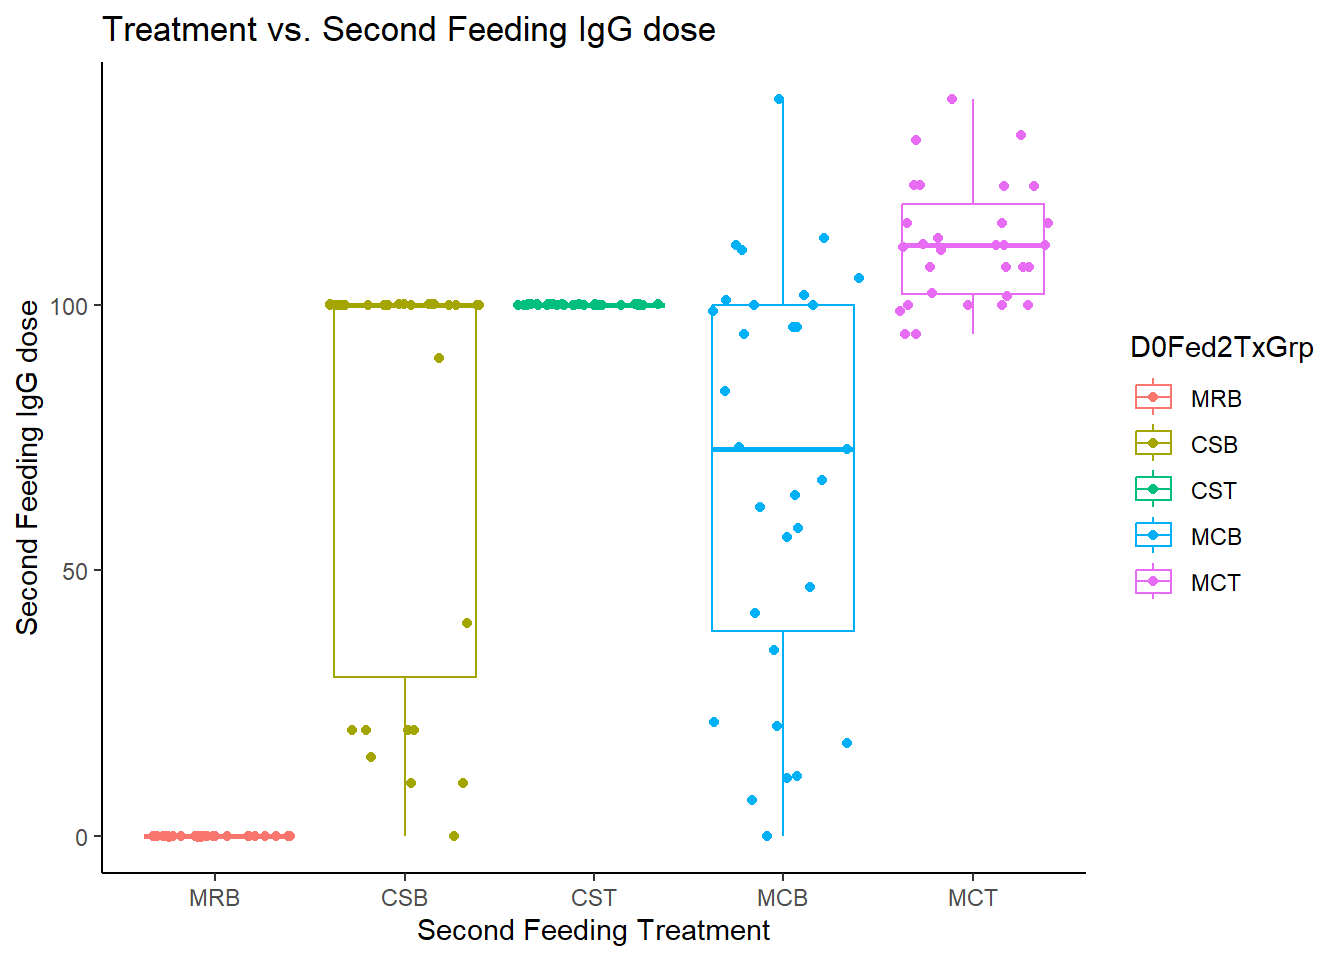 Treatment vs. Second Feeding IgG dose
Second Feeding IgG dose
100
50
0
MRB
CSB
CST
MCB
MCT
Second Feeding Treatment
D0Fed2TxGrp
MRB
CSB
CST
MCB
MCT